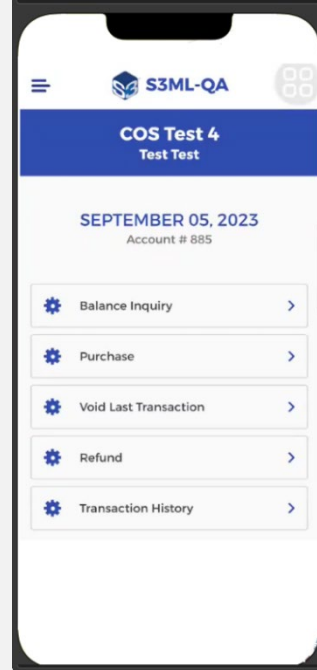 S3ML-QA
COS Test 4
Test Test
SEPTEMBER 05, 2023
Account # 885
Balance Inquiry
Purchase
Void Last Transaction
Refund
Transaction History